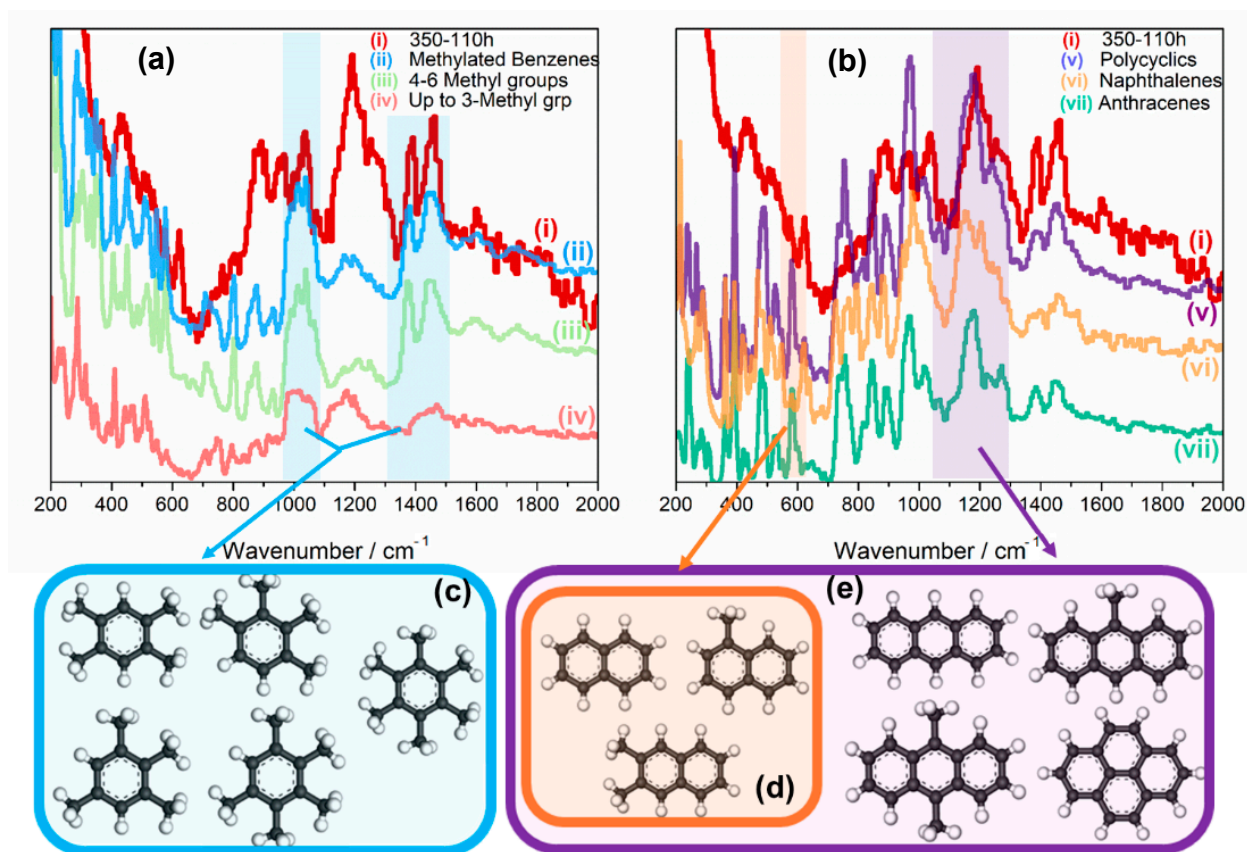 (a)
(i) 350-110h
(ii) Methylated Benzenes
(iii) 4-6 Methyl groups
(iv) Up to 3-Methyl grp
(i)
(ii)
(iii)
(iv)
200 400 600 800 1000 1200 1400 1600 1800 2000
Wavenumber / cm⁻¹
(b)
(i) 350-110h
(v) Polycyclics
(vi) Naphthalenes
(vii) Anthracenes
(i)
(v)
(vi)
(vii)
200 400 600 800 1000 1200 1400 1600 1800 2000
Wavenumber / cm⁻¹
(c)
(d)
(e)